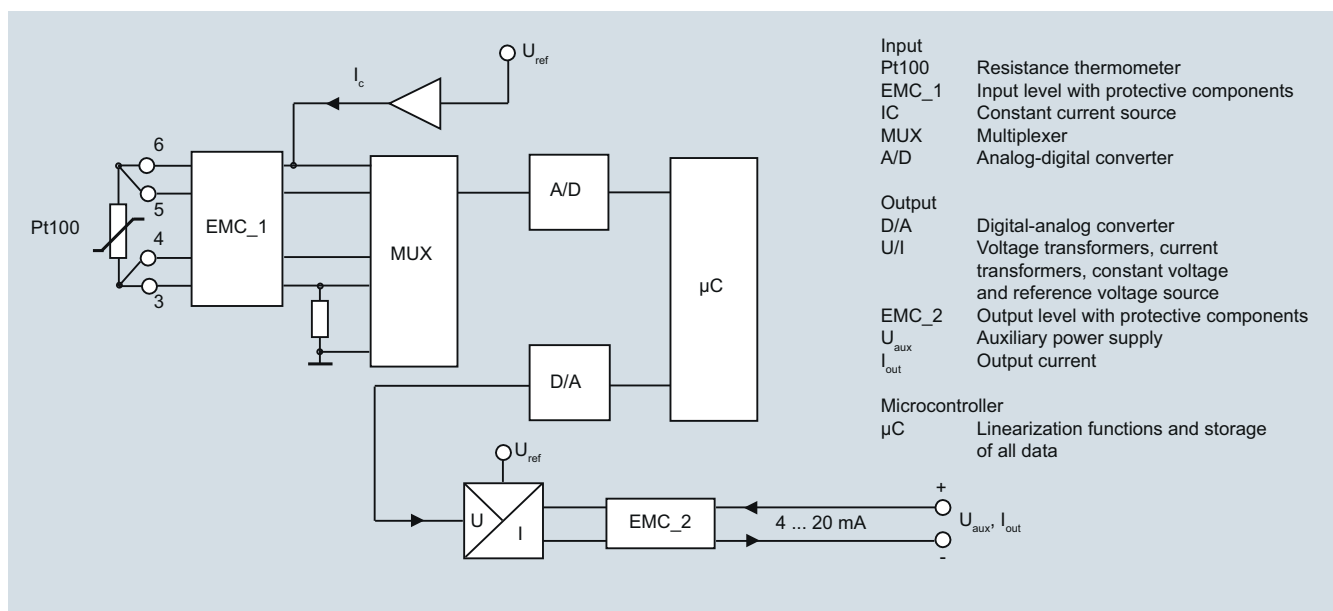 U_ref
I_c
6
5
4
3
Pt100
EMC_1
MUX
A/D
µC
D/A
U_ref
U
I
EMC_2
4 ... 20 mA
+
U_aux, I_out
-
Input
Pt100 Resistance thermometer
EMC_1 Input level with protective components
IC Constant current source
MUX Multiplexer
A/D Analog-digital converter
Output
D/A Digital-analog converter
U/I Voltage transformers, current
transformers, constant voltage
and reference voltage source
EMC_2 Output level with protective components
U_aux Auxiliary power supply
I_out Output current
Microcontroller
µC Linearization functions and storage
of all data